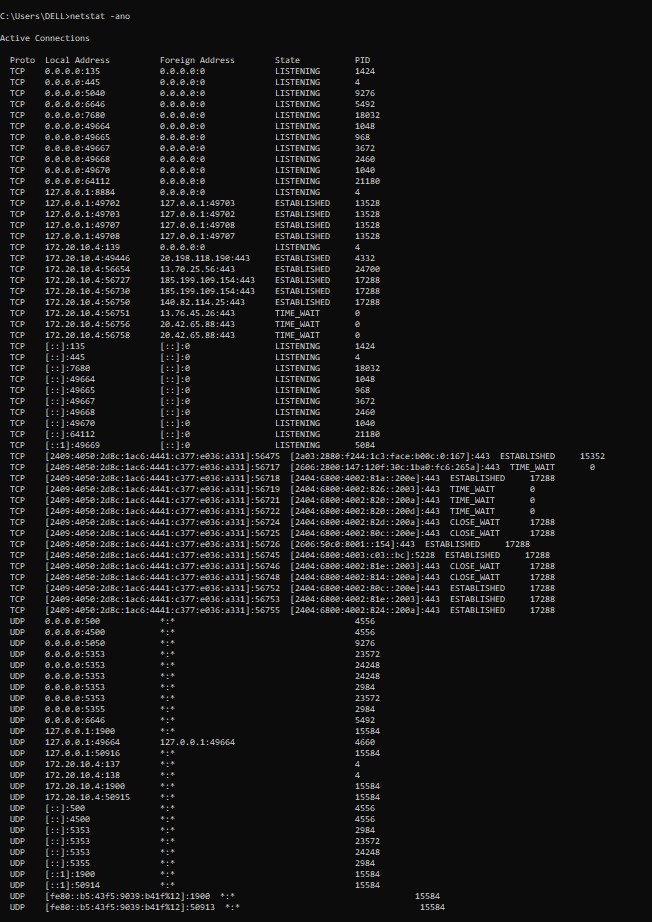 C:\Users\DELL>netstat -ano
Active Connections
Proto  Local Address          Foreign Address        State           PID
TCP    0.0.0.0:135            0.0.0.0:0              LISTENING       1424
TCP    0.0.0.0:445            0.0.0.0:0              LISTENING       4
TCP    0.0.0.0:5040           0.0.0.0:0              LISTENING       9276
TCP    0.0.0.0:6646           0.0.0.0:0              LISTENING       5492
TCP    0.0.0.0:7680           0.0.0.0:0              LISTENING       18032
TCP    0.0.0.0:49664          0.0.0.0:0              LISTENING       1048
TCP    0.0.0.0:49665          0.0.0.0:0              LISTENING       968
TCP    0.0.0.0:49667          0.0.0.0:0              LISTENING       3672
TCP    0.0.0.0:49668          0.0.0.0:0              LISTENING       2460
TCP    0.0.0.0:49670          0.0.0.0:0              LISTENING       1040
TCP    0.0.0.0:64112          0.0.0.0:0              LISTENING       21180
TCP    127.0.0.1:8884         0.0.0.0:0              LISTENING       4
TCP    127.0.0.1:49702        127.0.0.1:49703        ESTABLISHED     13528
TCP    127.0.0.1:49703        127.0.0.1:49702        ESTABLISHED     13528
TCP    127.0.0.1:49707        127.0.0.1:49708        ESTABLISHED     13528
TCP    127.0.0.1:49708        127.0.0.1:49707        ESTABLISHED     13528
TCP    172.20.10.4:139        0.0.0.0:0              LISTENING       4
TCP    172.20.10.4:49446      20.198.118.190:443     ESTABLISHED     4332
TCP    172.20.10.4:56654      13.70.25.56:443        ESTABLISHED     24700
TCP    172.20.10.4:56727      185.199.109.154:443    ESTABLISHED     17288
TCP    172.20.10.4:56730      185.199.109.154:443    ESTABLISHED     17288
TCP    172.20.10.4:56750      140.82.114.25:443      ESTABLISHED     17288
TCP    172.20.10.4:56751      13.76.45.26:443        TIME_WAIT       0
TCP    172.20.10.4:56756      20.42.65.88:443        TIME_WAIT       0
TCP    172.20.10.4:56758      20.42.65.88:443        TIME_WAIT       0
TCP    [::]:135               [::]:0                 LISTENING       1424
TCP    [::]:445               [::]:0                 LISTENING       4
TCP    [::]:7680              [::]:0                 LISTENING       18032
TCP    [::]:49664             [::]:0                 LISTENING       1048
TCP    [::]:49665             [::]:0                 LISTENING       968
TCP    [::]:49667             [::]:0                 LISTENING       3672
TCP    [::]:49668             [::]:0                 LISTENING       2460
TCP    [::]:49670             [::]:0                 LISTENING       1040
TCP    [::]:64112             [::]:0                 LISTENING       21180
TCP    [::1]:49669            [::]:0                 LISTENING       5084
TCP    [2409:4050:2d8c:1ac6:4441:c377:e036:a331]:56475  [2a03:2880:f244:1c3:face:b00c:0:167]:443  ESTABLISHED     15352
TCP    [2409:4050:2d8c:1ac6:4441:c377:e036:a331]:56717  [2606:2800:147:120f:30c:1ba0:fc6:265a]:443  TIME_WAIT       0
TCP    [2409:4050:2d8c:1ac6:4441:c377:e036:a331]:56718  [2404:6800:4002:81a::200e]:443  ESTABLISHED     17288
TCP    [2409:4050:2d8c:1ac6:4441:c377:e036:a331]:56719  [2404:6800:4002:826::2003]:443  TIME_WAIT       0
TCP    [2409:4050:2d8c:1ac6:4441:c377:e036:a331]:56721  [2404:6800:4002:821::200a]:443  TIME_WAIT       0
TCP    [2409:4050:2d8c:1ac6:4441:c377:e036:a331]:56722  [2404:6800:4002:820::200d]:443  TIME_WAIT       0
TCP    [2409:4050:2d8c:1ac6:4441:c377:e036:a331]:56724  [2404:6800:4002:82d::200a]:443  CLOSE_WAIT      17288
TCP    [2409:4050:2d8c:1ac6:4441:c377:e036:a331]:56725  [2404:6800:4002:80c::200e]:443  CLOSE_WAIT      17288
TCP    [2409:4050:2d8c:1ac6:4441:c377:e036:a331]:56726  [2606:50c0:8001::154]:443  ESTABLISHED     17288
TCP    [2409:4050:2d8c:1ac6:4441:c377:e036:a331]:56745  [2404:6800:4003:c03::bc]:5228  ESTABLISHED     17288
TCP    [2409:4050:2d8c:1ac6:4441:c377:e036:a331]:56746  [2404:6800:4002:81e::2003]:443  CLOSE_WAIT      17288
TCP    [2409:4050:2d8c:1ac6:4441:c377:e036:a331]:56748  [2404:6800:4002:814::200a]:443  CLOSE_WAIT      17288
TCP    [2409:4050:2d8c:1ac6:4441:c377:e036:a331]:56752  [2404:6800:4002:80c::200e]:443  ESTABLISHED     17288
TCP    [2409:4050:2d8c:1ac6:4441:c377:e036:a331]:56753  [2404:6800:4002:81e::2003]:443  ESTABLISHED     17288
TCP    [2409:4050:2d8c:1ac6:4441:c377:e036:a331]:56755  [2404:6800:4002:824::200a]:443  ESTABLISHED     17288
UDP    0.0.0.0:500            *:*                                    4556
UDP    0.0.0.0:4500           *:*                                    4556
UDP    0.0.0.0:5050           *:*                                    9276
UDP    0.0.0.0:5353           *:*                                    23572
UDP    0.0.0.0:5353           *:*                                    24248
UDP    0.0.0.0:5353           *:*                                    24248
UDP    0.0.0.0:5353           *:*                                    2984
UDP    0.0.0.0:5353           *:*                                    23572
UDP    0.0.0.0:5355           *:*                                    2984
UDP    0.0.0.0:6646           *:*                                    5492
UDP    127.0.0.1:1900         *:*                                    15584
UDP    127.0.0.1:49664        127.0.0.1:49664                        4660
UDP    127.0.0.1:50916        *:*                                    15584
UDP    172.20.10.4:137        *:*                                    4
UDP    172.20.10.4:138        *:*                                    4
UDP    172.20.10.4:1900       *:*                                    15584
UDP    172.20.10.4:50915      *:*                                    15584
UDP    [::]:500               *:*                                    4556
UDP    [::]:4500              *:*                                    4556
UDP    [::]:5353              *:*                                    2984
UDP    [::]:5353              *:*                                    23572
UDP    [::]:5353              *:*                                    24248
UDP    [::]:5355              *:*                                    2984
UDP    [::1]:1900             *:*                                    15584
UDP    [::1]:50914            *:*                                    15584
UDP    [fe80::b5:43f5:9039:b41f%12]:1900  *:*                                    15584
UDP    [fe80::b5:43f5:9039:b41f%12]:50913  *:*                                    15584